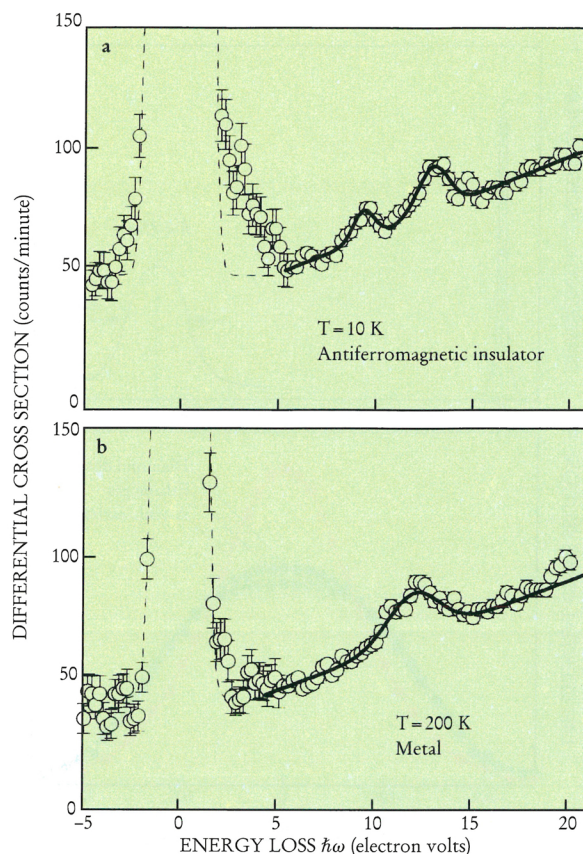 DIFFERENTIAL CROSS SECTION (counts/minute)
150
a
100
50
0
T = 10 K
Antiferromagnetic insulator
150
b
100
50
0
T = 200 K
Metal
−5 0 5 10 15 20
ENERGY LOSS ℏω (electron volts)